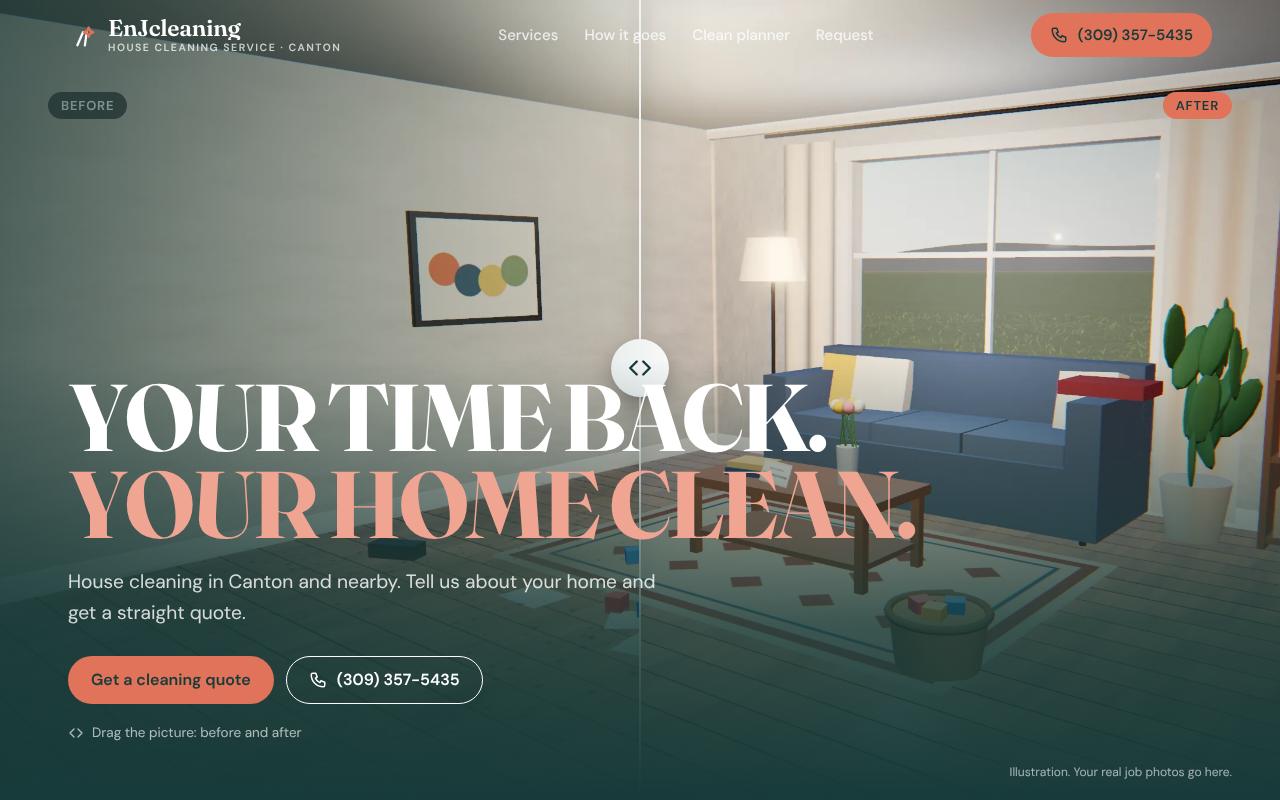 EnJcleaning
HOUSE CLEANING SERVICE · CANTON
Services
How it goes
Clean planner
Request
(309) 357-5435
BEFORE
AFTER
YOUR TIME BACK.
YOUR HOME CLEAN.
House cleaning in Canton and nearby. Tell us about your home and
get a straight quote.
Get a cleaning quote
(309) 357-5435
Drag the picture: before and after
Illustration. Your real job photos go here.